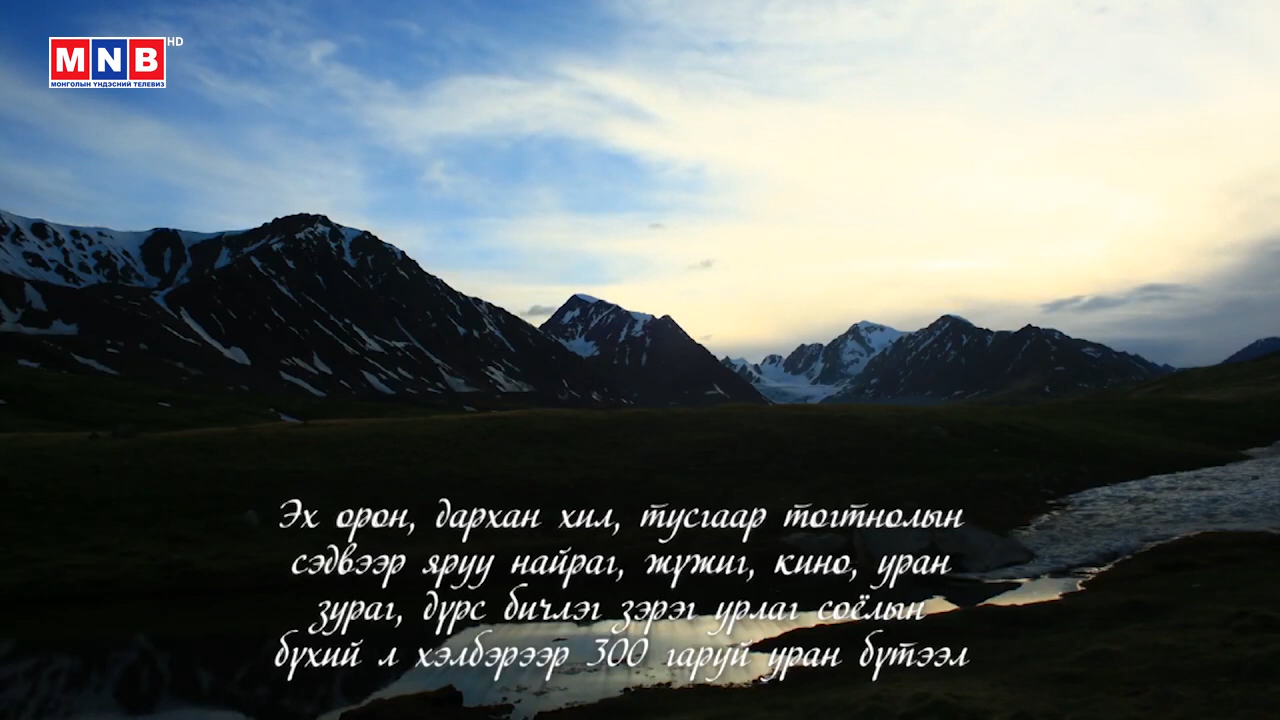 MNB HD
МОНГОЛЫН ҮНДЭСНИЙ ТЕЛЕВИЗ
Эх орон, дархан хил, тусгаар тогтнолын
сэдвээр яруу найраг, жүжиг, кино, уран
зураг, дүрс бичлэг зэрэг урлаг соёлын
бүхий л хэлбэрээр 300 гаруй уран бүтээл